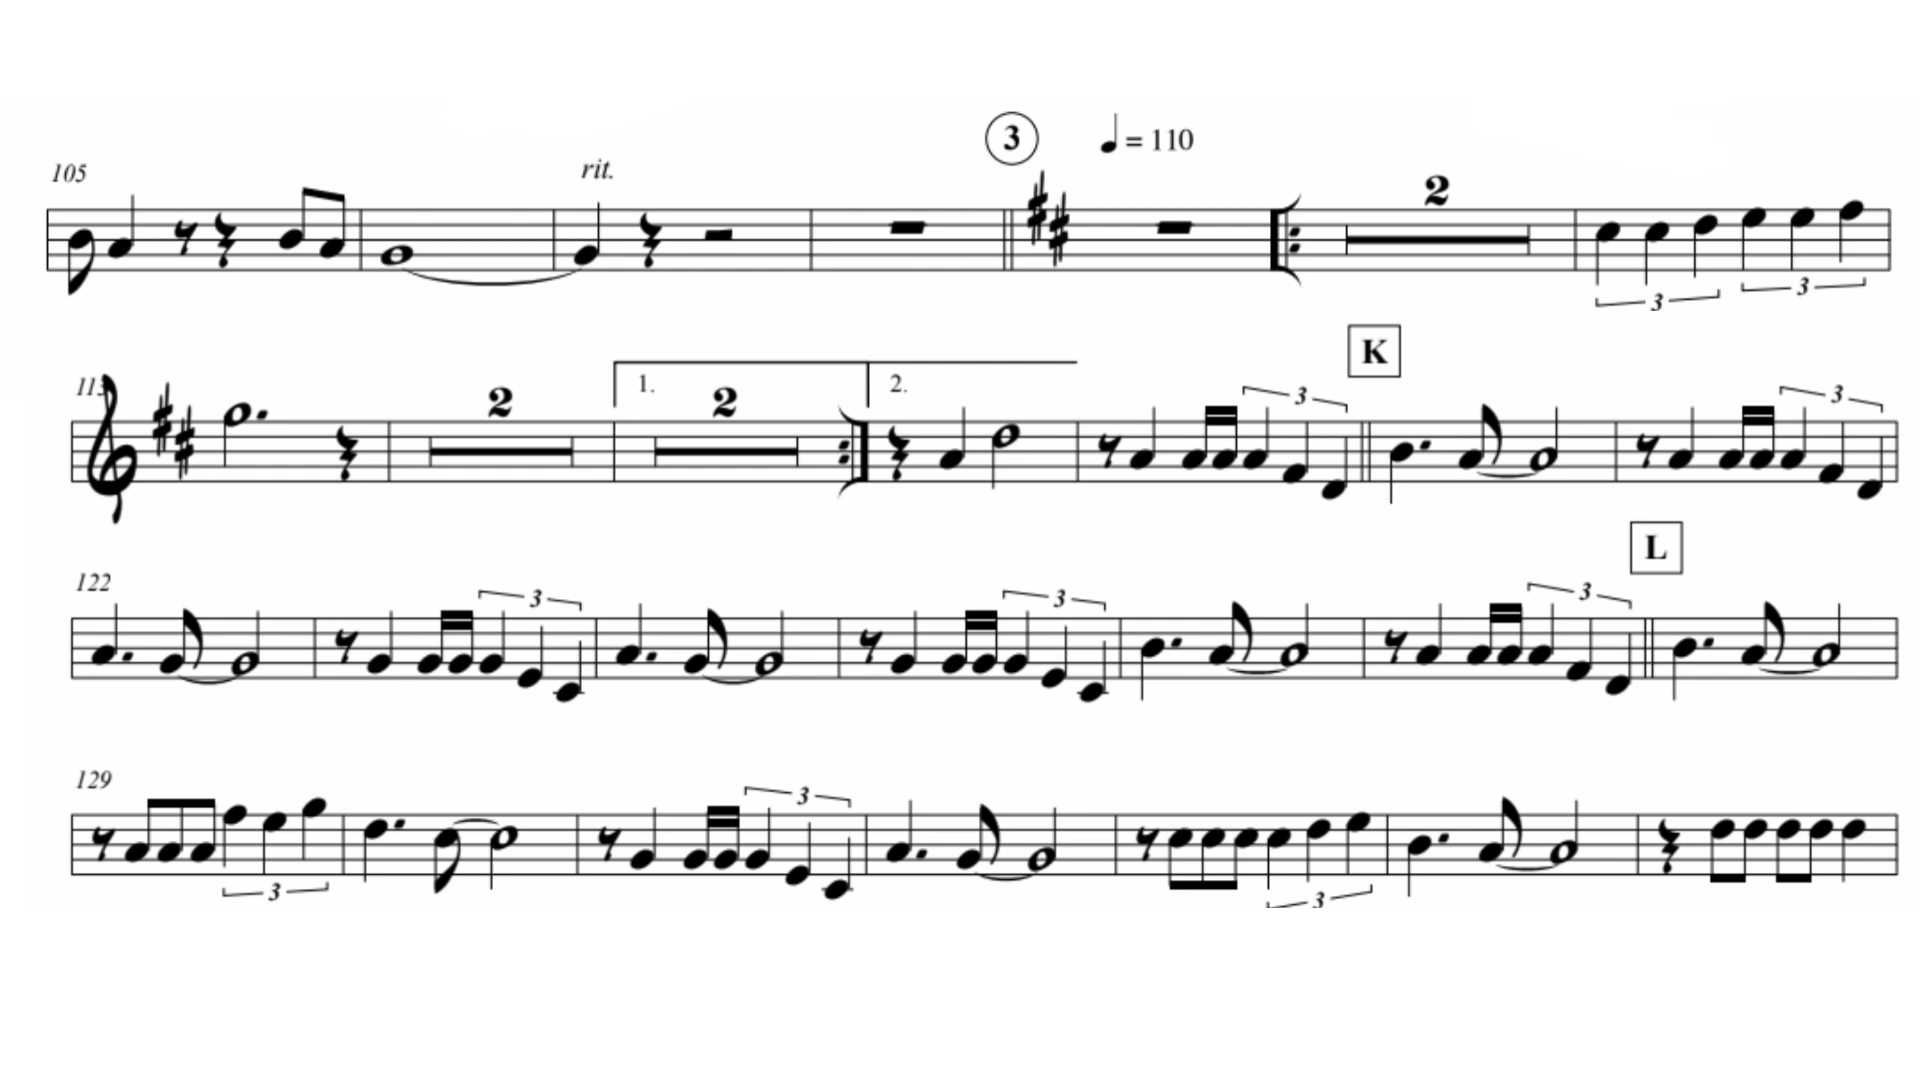 3 ♩ = 110
105 rit.
2
3 3
K
113 2 1. 2 2. 3 3
L
122 3 3 3
129 3 3 3